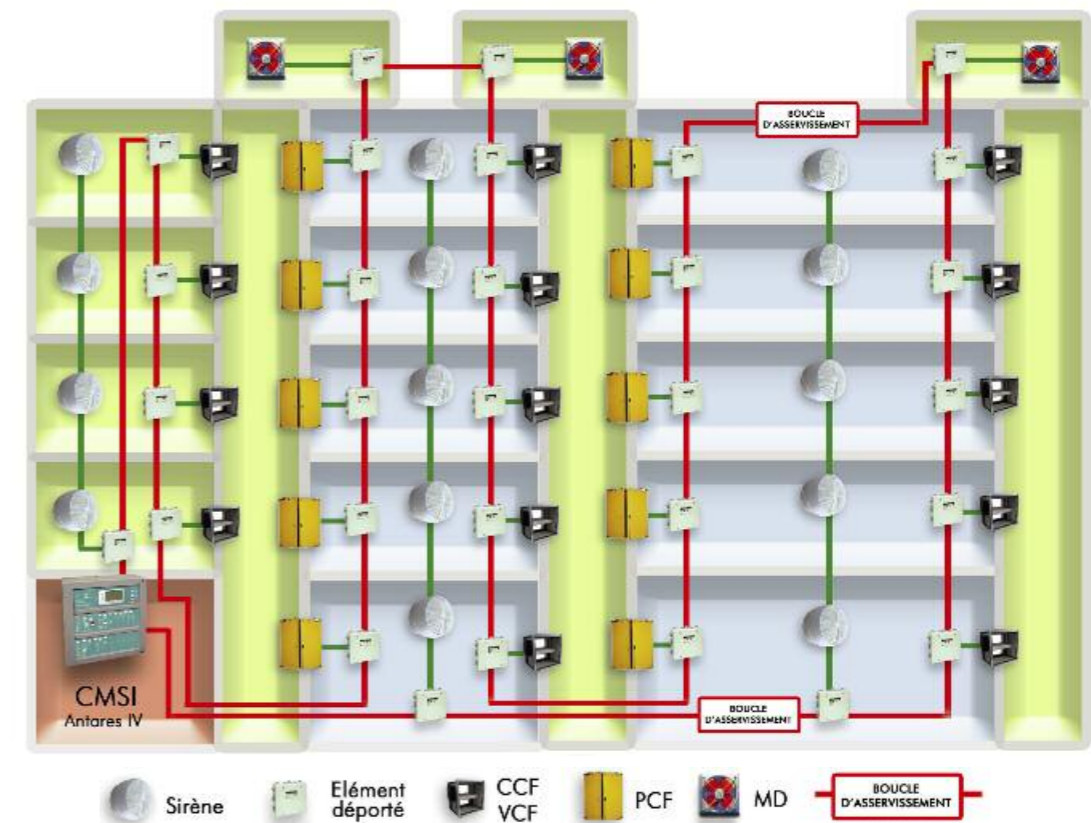 BOUCLE
D'ASSERVISSEMENT
CMSI
Antares IV
BOUCLE
D'ASSERVISSEMENT
Sirène
Elément
déporté
CCF
VCF
PCF
MD
BOUCLE
D'ASSERVISSEMENT